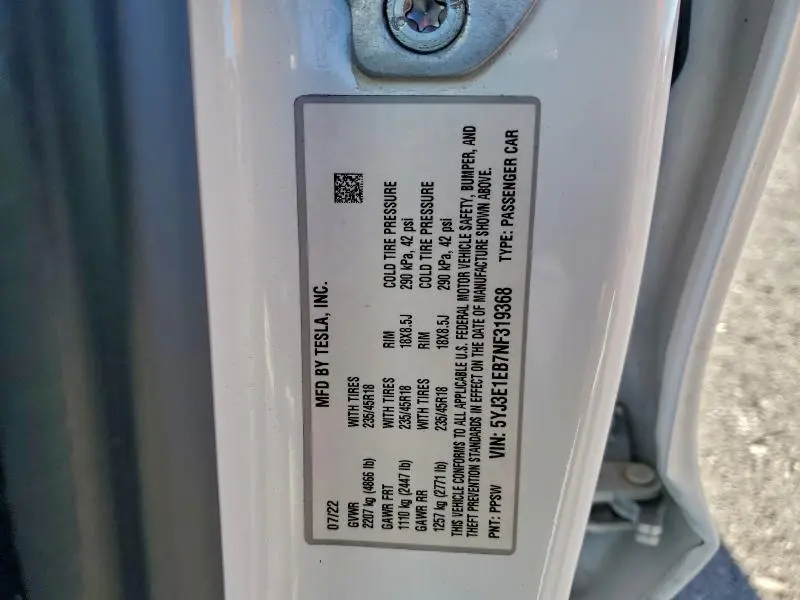 MFD BY TESLA, INC.
07/22
GVWR
2207 kg (4866 lb)
WITH TIRES
235/45R18
GAWR FRT WITH TIRES RIM COLD TIRE PRESSURE
1110 kg (2447 lb) 235/45R18 18X8.5J 290 kPa, 42 psi
GAWR RR WITH TIRES RIM COLD TIRE PRESSURE
1257 kg (2771 lb) 235/45R18 18X8.5J 290 kPa, 42 psi
THIS VEHICLE CONFORMS TO ALL APPLICABLE U.S. FEDERAL MOTOR VEHICLE SAFETY, BUMPER, AND
THEFT PREVENTION STANDARDS IN EFFECT ON THE DATE OF MANUFACTURE SHOWN ABOVE.
PNT: PPSW VIN: 5YJ3E1EB7NF319368 TYPE: PASSENGER CAR